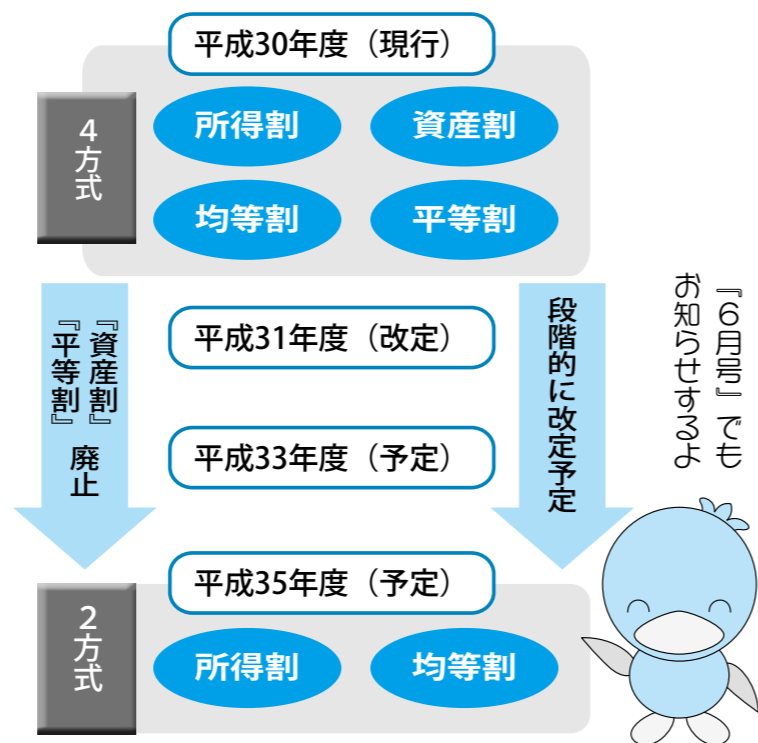 平成30年度（現行）
4方式
所得割
資産割
均等割
平等割
『資産割』
『平等割』廃止
平成31年度（改定）
平成33年度（予定）
段階的に改定予定
『6月号』でも
お知らせするよ
平成35年度（予定）
2方式
所得割
均等割